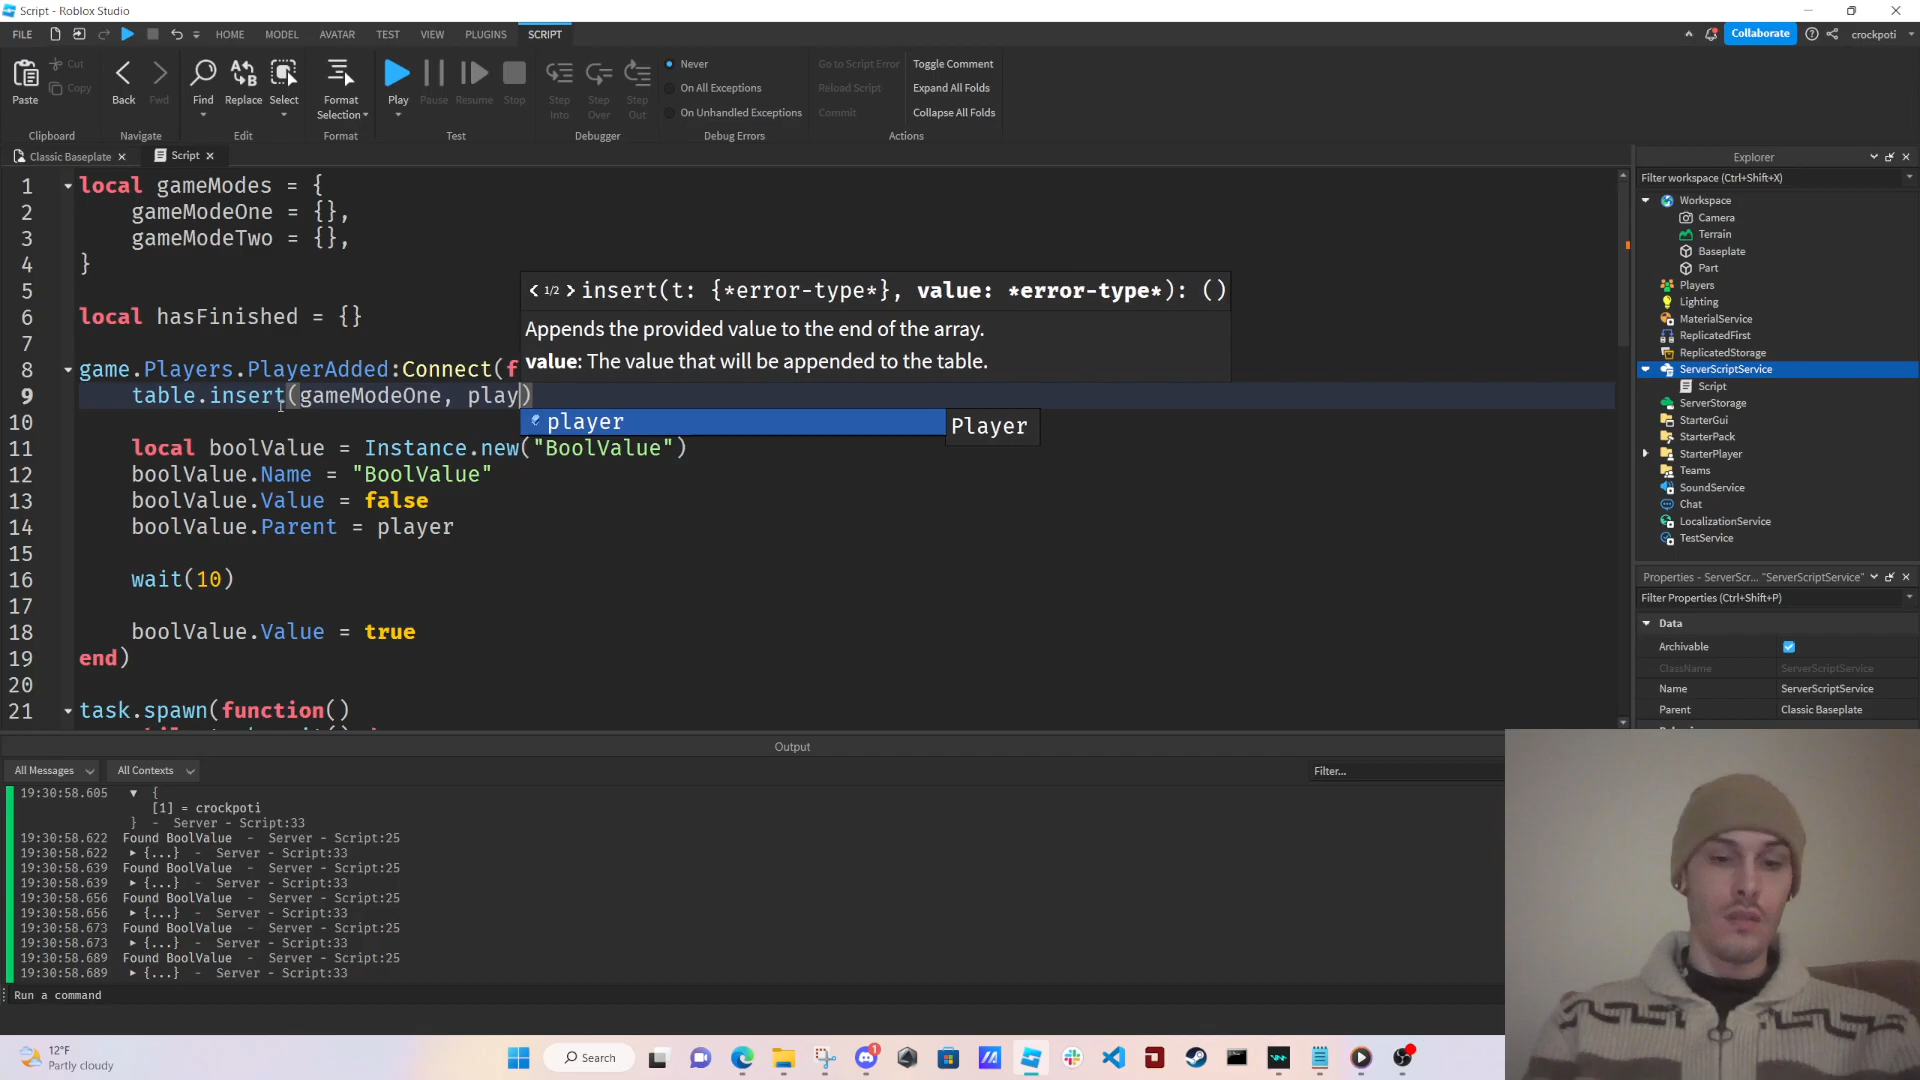 Script - Roblox Studio
FILE HOME MODEL AVATAR TEST VIEW PLUGINS SCRIPT Collaborate crockpoti
Paste Cut Copy Back Fwd Find Replace Select Format Selection Play Pause Resume Stop Step Into Step Over Step Out
Never Go to Script Error Toggle Comment
On All Exceptions Reload Script Expand All Folds
On Unhandled Exceptions Commit Collapse All Folds
Clipboard Navigate Edit Format Test Debugger Debug Errors Actions
Classic Baseplate Script
1 local gameModes = {
2 gameModeOne = {},
3 gameModeTwo = {},
4 }
5
6 local hasFinished = {}
7
8 game.Players.PlayerAdded:Connect(f
9 table.insert(gameModeOne, play)
10
11 local boolValue = Instance.new("BoolValue")
12 boolValue.Name = "BoolValue"
13 boolValue.Value = false
14 boolValue.Parent = player
15
16 wait(10)
17
18 boolValue.Value = true
19 end)
20
21 task.spawn(function()
< 1/2 > insert(t: {*error-type*}, value: *error-type*): ()
Appends the provided value to the end of the array.
value: The value that will be appended to the table.
player Player
Explorer
Filter workspace (Ctrl+Shift+X)
Workspace
Camera
Terrain
Baseplate
Part
Players
Lighting
MaterialService
ReplicatedFirst
ReplicatedStorage
ServerScriptService
Script
ServerStorage
StarterGui
StarterPack
StarterPlayer
Teams
SoundService
Chat
LocalizationService
TestService
Properties - ServerScr... "ServerScriptService"
Filter Properties (Ctrl+Shift+P)
Data
Archivable
ClassName ServerScriptService
Name ServerScriptService
Parent Classic Baseplate
Output
All Messages All Contexts Filter...
19:30:58.605 ▼ {
[1] = crockpoti
} - Server - Script:33
19:30:58.622 Found BoolValue - Server - Script:25
19:30:58.622 ▶ {...} - Server - Script:33
19:30:58.639 Found BoolValue - Server - Script:25
19:30:58.639 ▶ {...} - Server - Script:33
19:30:58.656 Found BoolValue - Server - Script:25
19:30:58.656 ▶ {...} - Server - Script:33
19:30:58.673 Found BoolValue - Server - Script:25
19:30:58.673 ▶ {...} - Server - Script:33
19:30:58.689 Found BoolValue - Server - Script:25
19:30:58.689 ▶ {...} - Server - Script:33
Run a command
12°F
Partly cloudy
Search
1